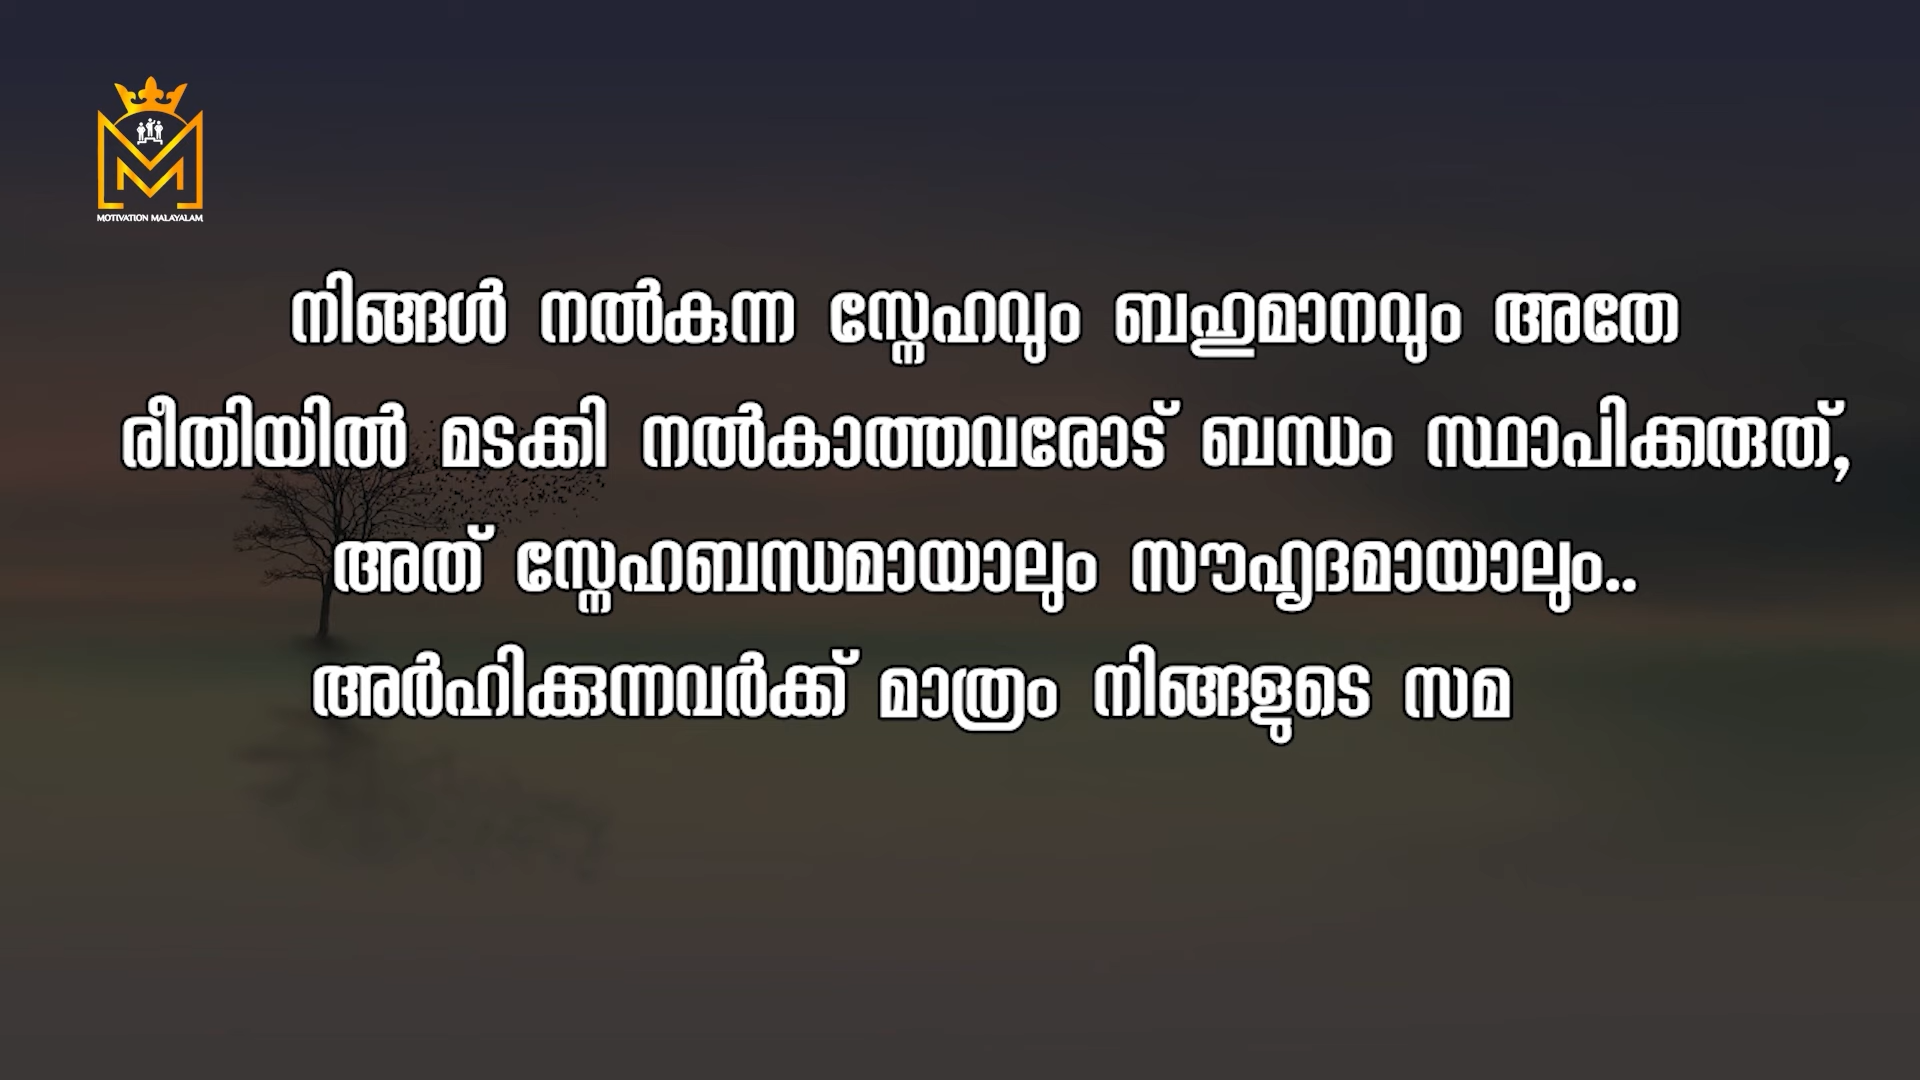 MOTIVATION MALAYALAM
നിങ്ങൾ നൽകുന്ന സ്നേഹവും ബഹുമാനവും അതേ
രീതിയിൽ മടക്കി നൽകാത്തവരോട് ബന്ധം സ്ഥാപിക്കരുത്,
അത് സ്നേഹബന്ധമായാലും സൗഹൃദമായാലും..
അർഹിക്കുന്നവർക്ക് മാത്രം നിങ്ങളുടെ സമ